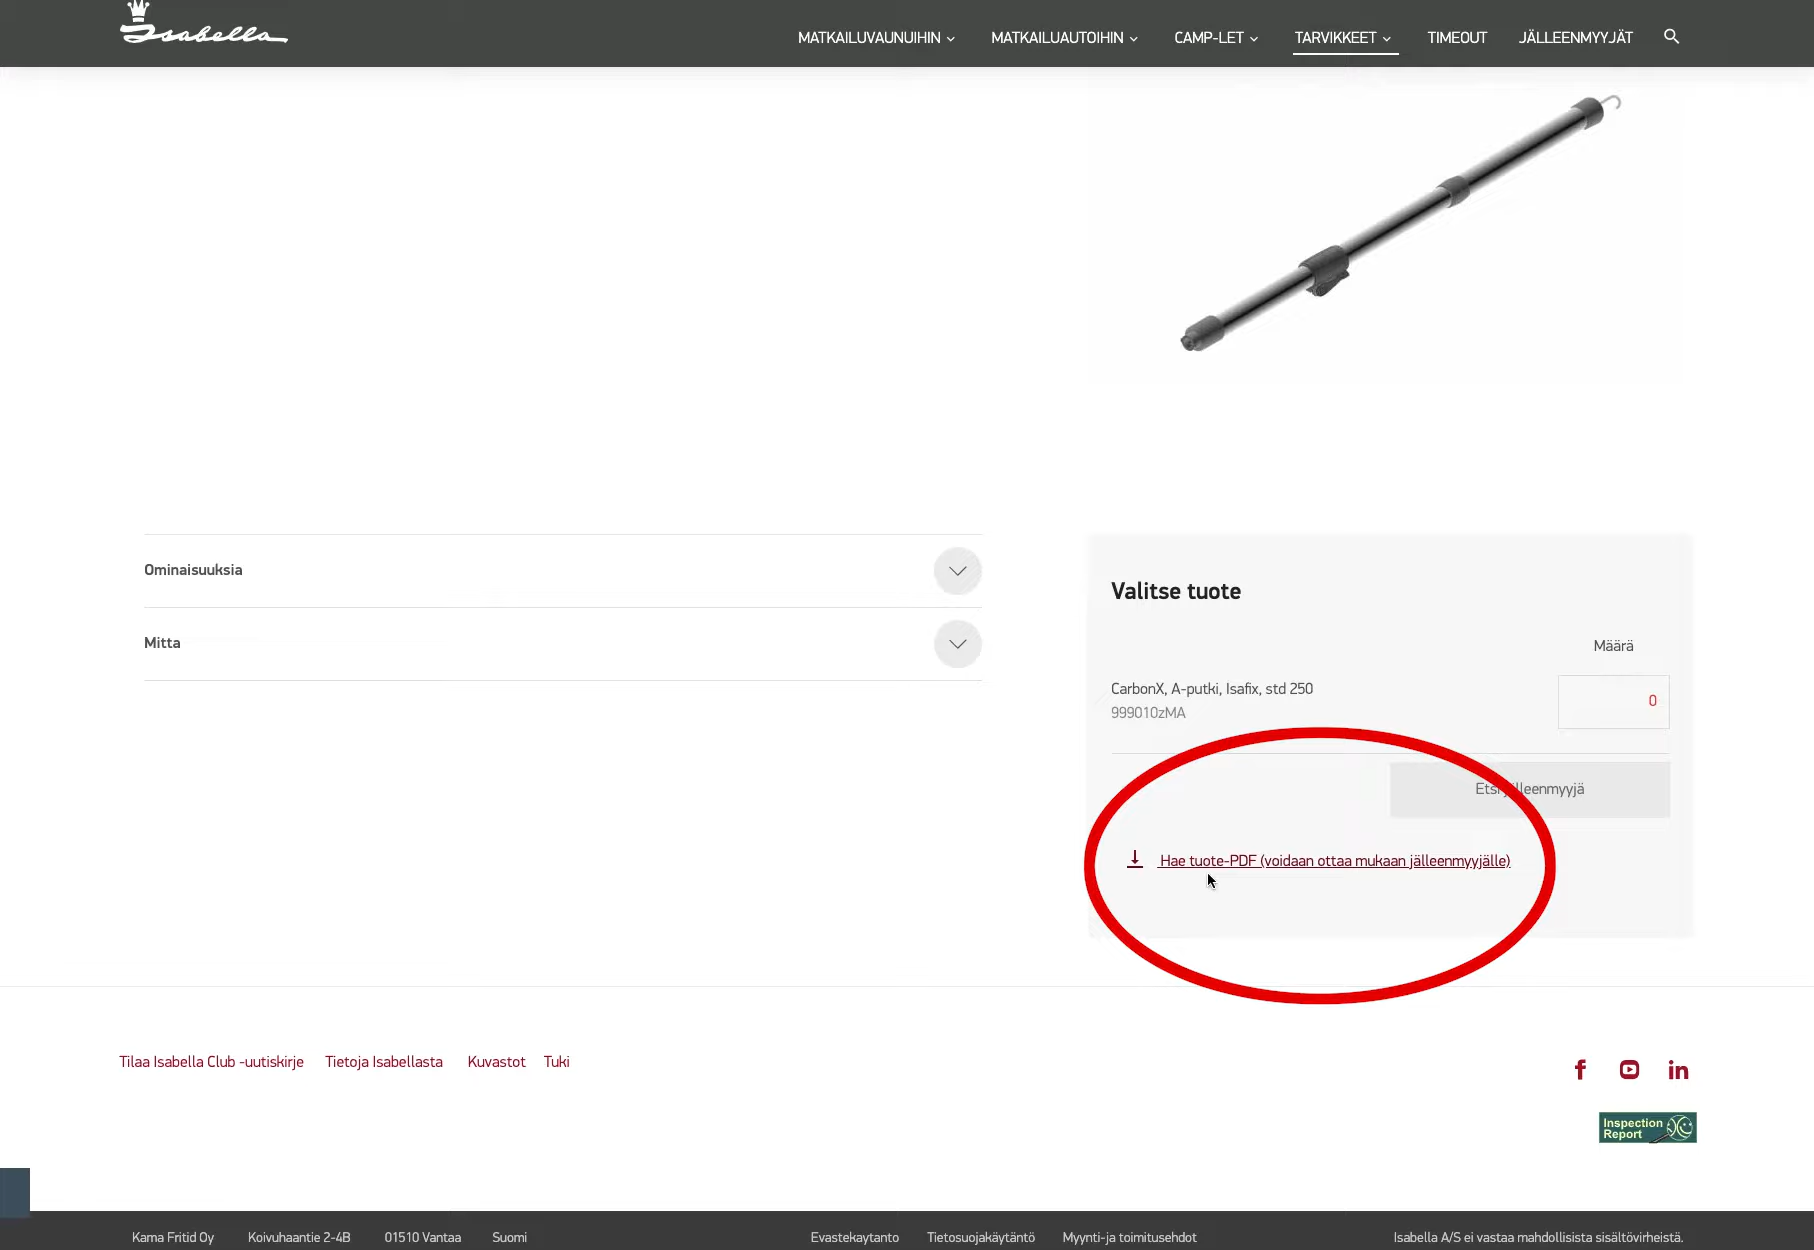 Isabella
MATKAILUVAUNUIHIN MATKAILUAUTOIHIN CAMP-LET TARVIKKEET TIMEOUT JÄLLEENMYYJÄT
Ominaisuuksia
Mitta
Valitse tuote
Määrä
CarbonX, A-putki, Isafix, std 250
0
999010zMA
Etsi jälleenmyyjä
Hae tuote-PDF (voidaan ottaa mukaan jälleenmyyjälle)
Tilaa Isabella Club -uutiskirje Tietoja Isabellasta Kuvastot Tuki
Inspection
Report
Kama Fritid Oy Koivuhaantie 2-4B 01510 Vantaa Suomi Evastekaytanto Tietosuojakäytäntö Myynti-ja toimitusehdot Isabella A/S ei vastaa mahdollisista sisältövirheistä.